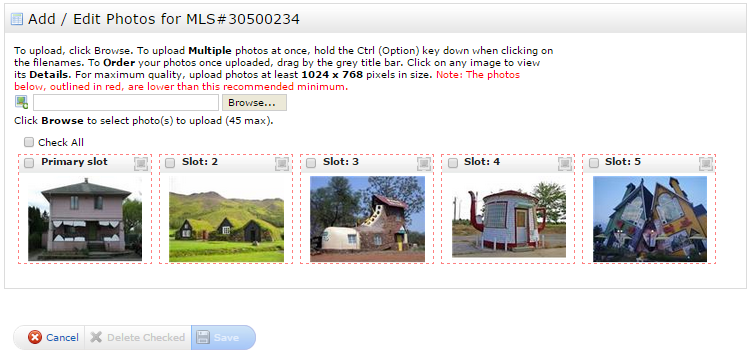 Add / Edit Photos for MLS#30500234
To upload, click Browse. To upload Multiple photos at once, hold the Ctrl (Option) key down when clicking on
the filenames. To Order your photos once uploaded, drag by the grey title bar. Click on any image to view
its Details. For maximum quality, upload photos at least 1024 x 768 pixels in size. Note: The photos
below, outlined in red, are lower than this recommended minimum.
Browse...
Click Browse to select photo(s) to upload (45 max).
Check All
Primary slot Slot: 2 Slot: 3 Slot: 4 Slot: 5
Cancel Delete Checked Save